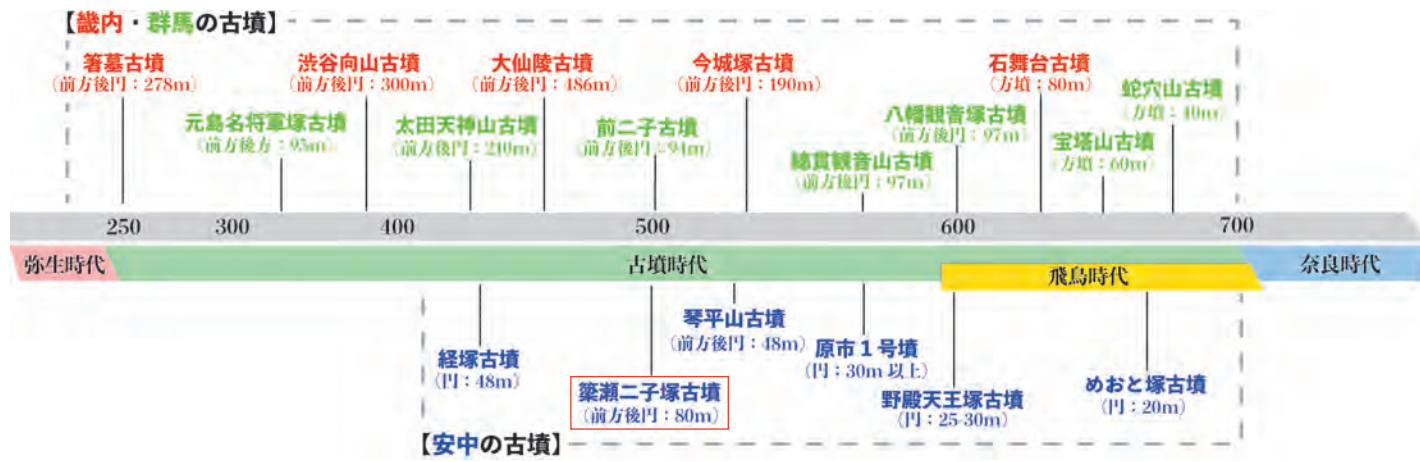 【畿内・群馬の古墳】
箸墓古墳
（前方後円：278m）
渋谷向山古墳
（前方後円：300m）
大仙陵古墳
（前方後円：486m）
今城塚古墳
（前方後円：190m）
石舞台古墳
（方墳：80m）
元島名将軍塚古墳
（前方後方：95m）
太田天神山古墳
（前方後円：210m）
前二子古墳
（前方後円：94m）
總貫観音山古墳
（前方後円：97m）
八幡観音塚古墳
（前方後円：97m）
宝塔山古墳
（方墳：60m）
蛇穴山古墳
（方墳：40m）
250 300 400 500 600 700
弥生時代 古墳時代 飛鳥時代 奈良時代
経塚古墳
（円：48m）
簗瀬二子塚古墳
（前方後円：80m）
琴平山古墳
（前方後円：48m）
原市１号墳
（円：30m 以上）
野殿天王塚古墳
（円：25-30m）
めおと塚古墳
（円：20m）
【安中の古墳】